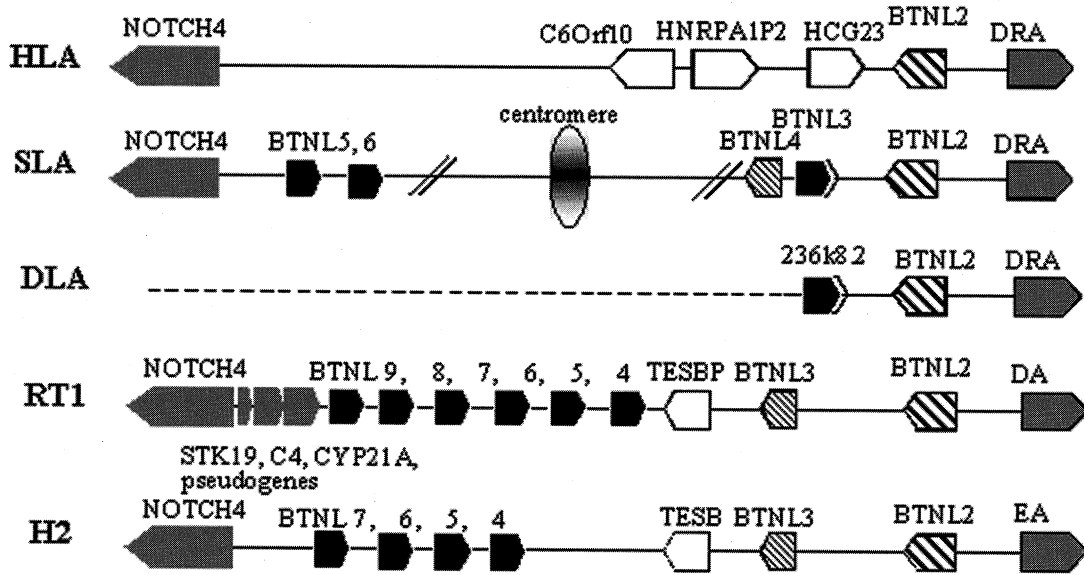 NOTCH4 C6Orf10 HNRPA1P2 HCG23 BTNL2 DRA
HLA
centromere
NOTCH4 BTNL5, 6 BTNL4 BTNL3 BTNL2 DRA
SLA
236k82 BTNL2 DRA
DLA
NOTCH4 BTNL 9, 8, 7, 6, 5, 4 TESBP BTNL3 BTNL2 DA
RT1
STK19, C4, CYP21A,
pseudogenes
NOTCH4 BTNL 7, 6, 5, 4 TESB BTNL3 BTNL2 EA
H2